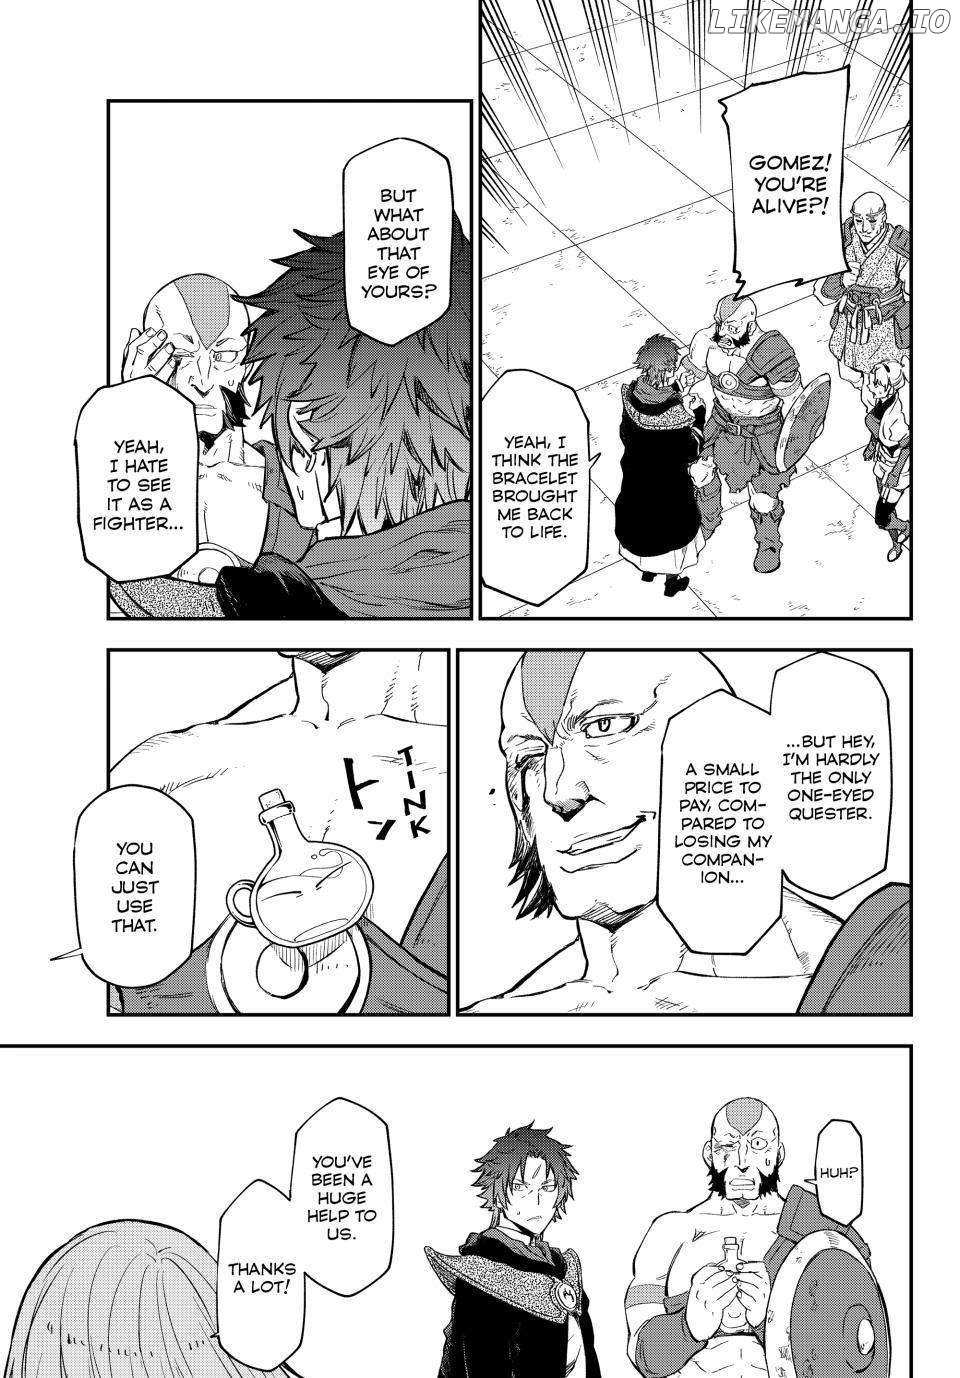 LIKEMANGA.IO
GOMEZ!
YOU'RE
ALIVE?!
YEAH, I
THINK THE
BRACELET
BROUGHT
ME BACK
TO LIFE.
BUT
WHAT
ABOUT
THAT
EYE OF
YOURS?
YEAH,
I HATE
TO SEE
IT AS A
FIGHTER...
...BUT HEY,
I'M HARDLY
THE ONLY
ONE-EYED
QUESTER.
A SMALL
PRICE TO
PAY, COM-
PARED TO
LOSING MY
COMPAN-
ION...
トン
TINK
YOU
CAN
JUST
USE
THAT.
HUH?
YOU'VE
BEEN A
HUGE
HELP TO
US.
THANKS
A LOT!